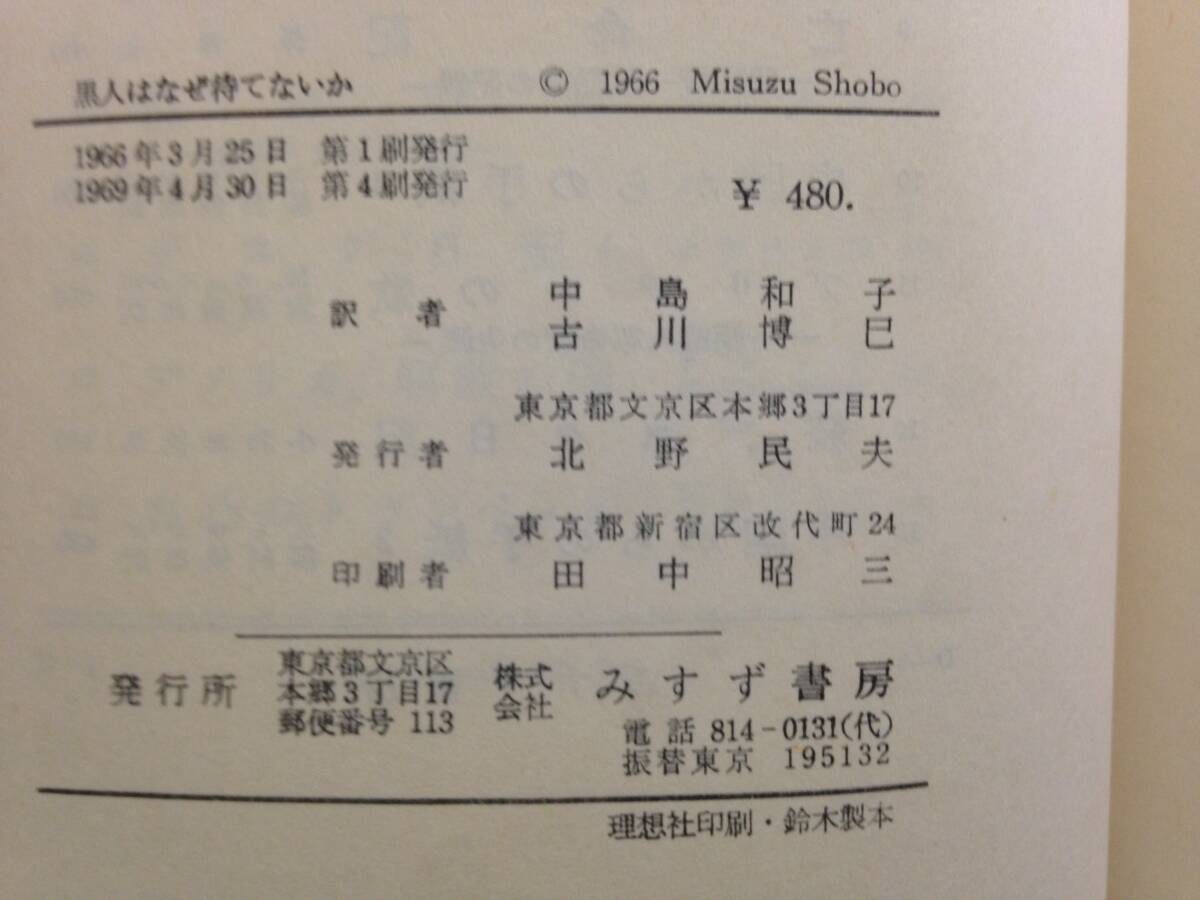 黒人はなぜ待てないか © 1966 Misuzu Shobo
1966年3月25日 第1刷発行
1969年4月30日 第4刷発行
¥ 480.
訳者 中島和子
古川博巳
東京都文京区本郷3丁目17
発行者 北野民夫
東京都新宿区改代町24
印刷者 田中昭三
発行所 東京都文京区
本郷3丁目17
郵便番号 113
株式
会社
みすず書房
電話 814-0131(代)
振替東京 195132
理想社印刷・鈴木製本